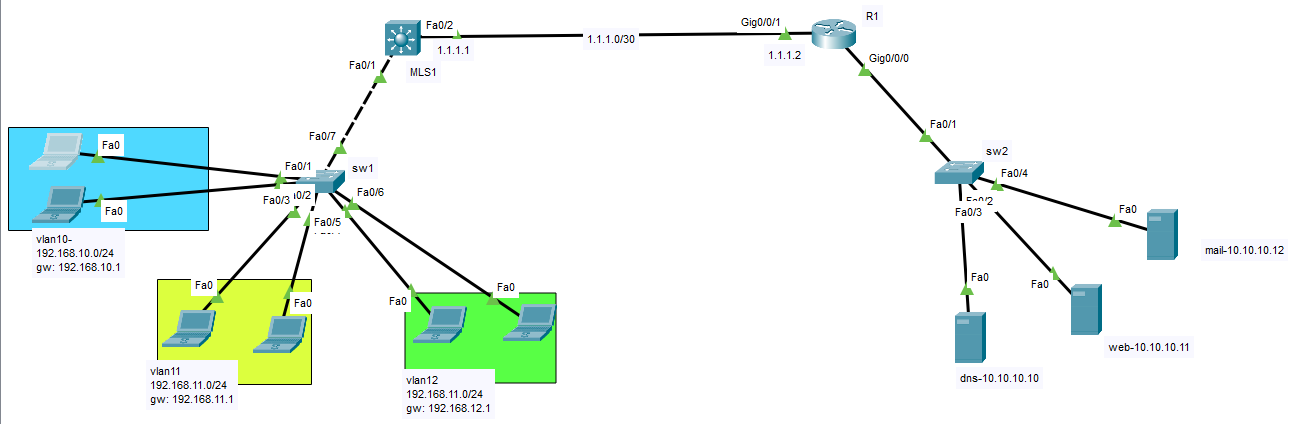 Fa0/2
1.1.1.1
1.1.1.0/30
Gig0/0/1
1.1.1.2
R1
Gig0/0/0
Fa0/1
MLS1
Fa0/1
Fa0/7
sw1
sw2
Fa0
Fa0/1
Fa0/6
Fa0/4
Fa0/3
Fa0/5
Fa0/2
Fa0/3
Fa0
Fa0
mail-10.10.10.12
vlan10-
192.168.10.0/24
gw: 192.168.10.1
Fa0
Fa0
Fa0
Fa0
Fa0
Fa0
web-10.10.10.11
dns-10.10.10.10
vlan11
192.168.11.0/24
gw: 192.168.11.1
vlan12
192.168.11.0/24
gw: 192.168.12.1